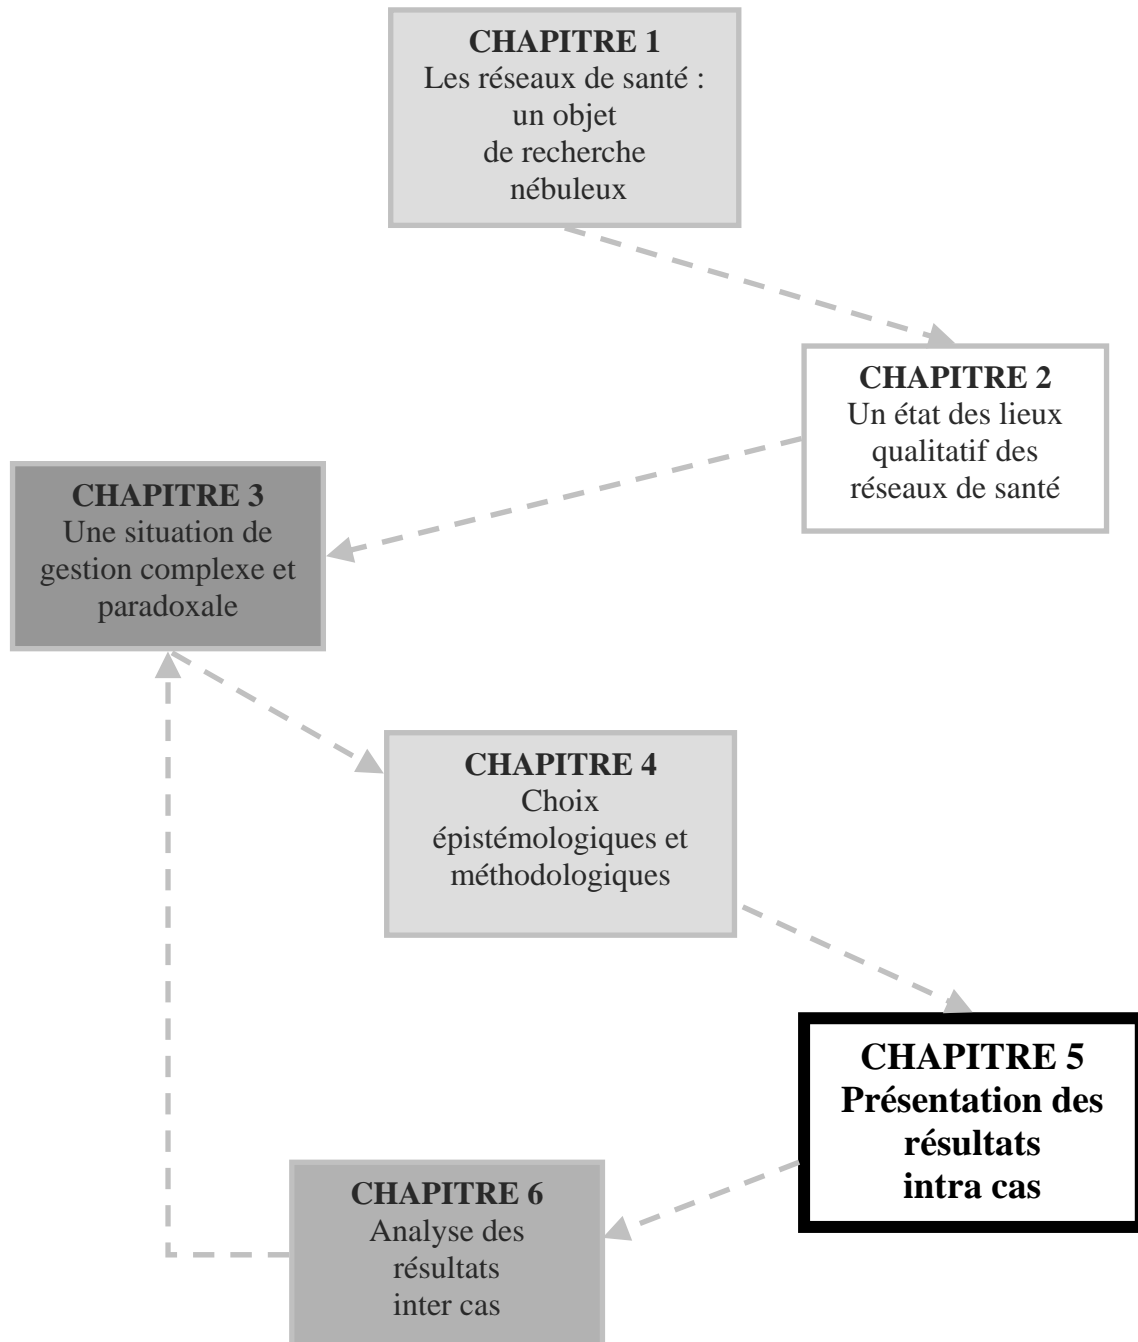 CHAPITRE 1
Les réseaux de santé :
un objet
de recherche
nébuleux
CHAPITRE 2
Un état des lieux
qualitatif des
réseaux de santé
CHAPITRE 3
Une situation de
gestion complexe et
paradoxale
CHAPITRE 4
Choix
épistémologiques et
méthodologiques
CHAPITRE 5
Présentation des
résultats
intra cas
CHAPITRE 6
Analyse des
résultats
inter cas